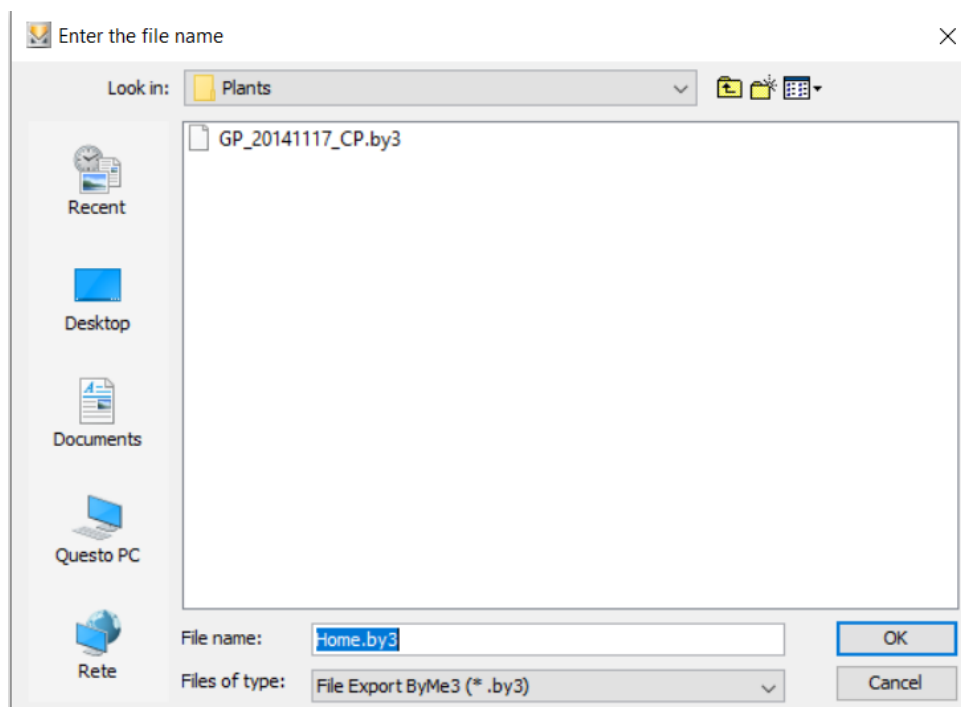 Enter the file name
Look in: Plants
GP_20141117_CP.by3
Recent
Desktop
Documents
Questo PC
Rete
File name: Home.by3 OK
Files of type: File Export ByMe3 (* .by3) Cancel